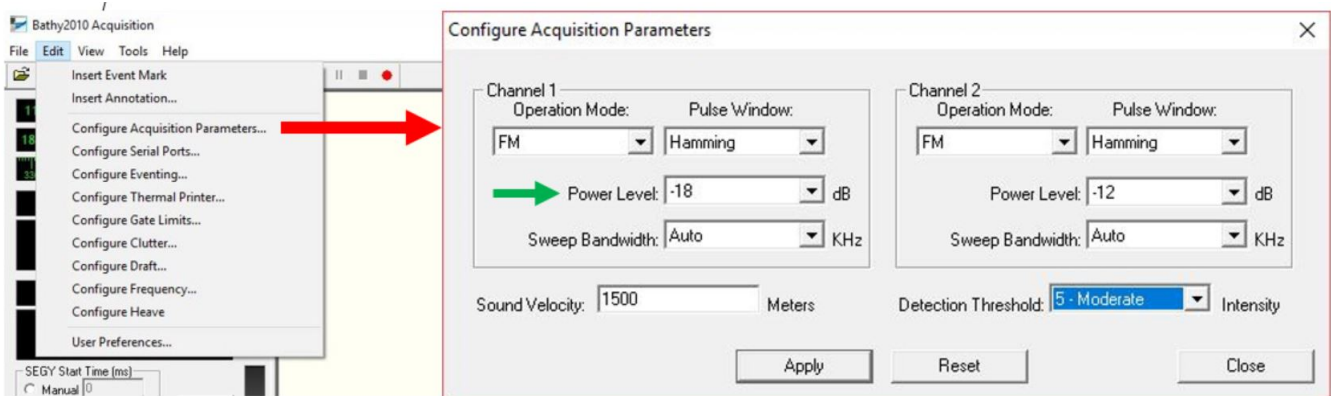 Bathy2010 Acquisition
File Edit View Tools Help
Insert Event Mark
Insert Annotation...
Configure Acquisition Parameters...
Configure Serial Ports...
Configure Eventing...
Configure Thermal Printer...
Configure Gate Limits...
Configure Clutter...
Configure Draft...
Configure Frequency...
Configure Heave
User Preferences...
SEGY Start Time (ms)
Manual 0
Configure Acquisition Parameters
Channel 1
Operation Mode: Pulse Window:
FM Hamming
Power Level: -18 dB
Sweep Bandwidth: Auto KHz
Channel 2
Operation Mode: Pulse Window:
FM Hamming
Power Level: -12 dB
Sweep Bandwidth: Auto KHz
Sound Velocity: 1500 Meters
Detection Threshold: 5 - Moderate Intensity
Apply Reset Close